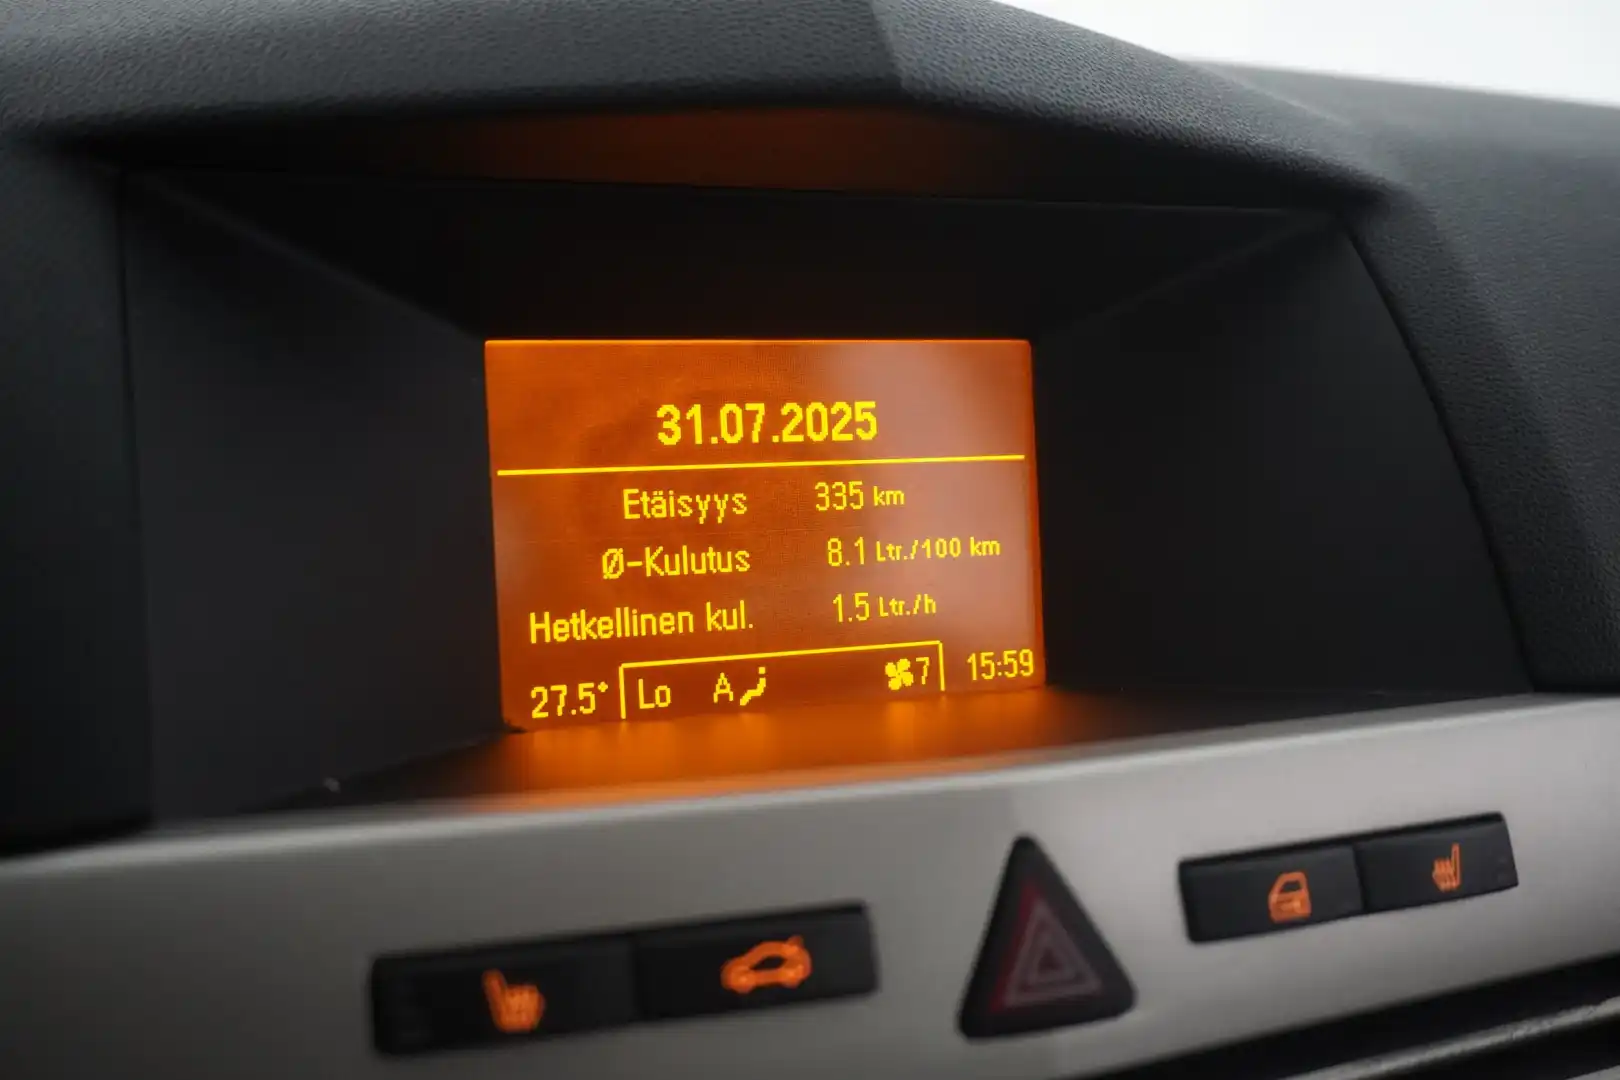 31.07.2025
Etäisyys 335 km
Ø-Kulutus 8.1 Ltr./100 km
Hetkellinen kul. 1.5 Ltr./h
27.5° Lo A 7 15:59